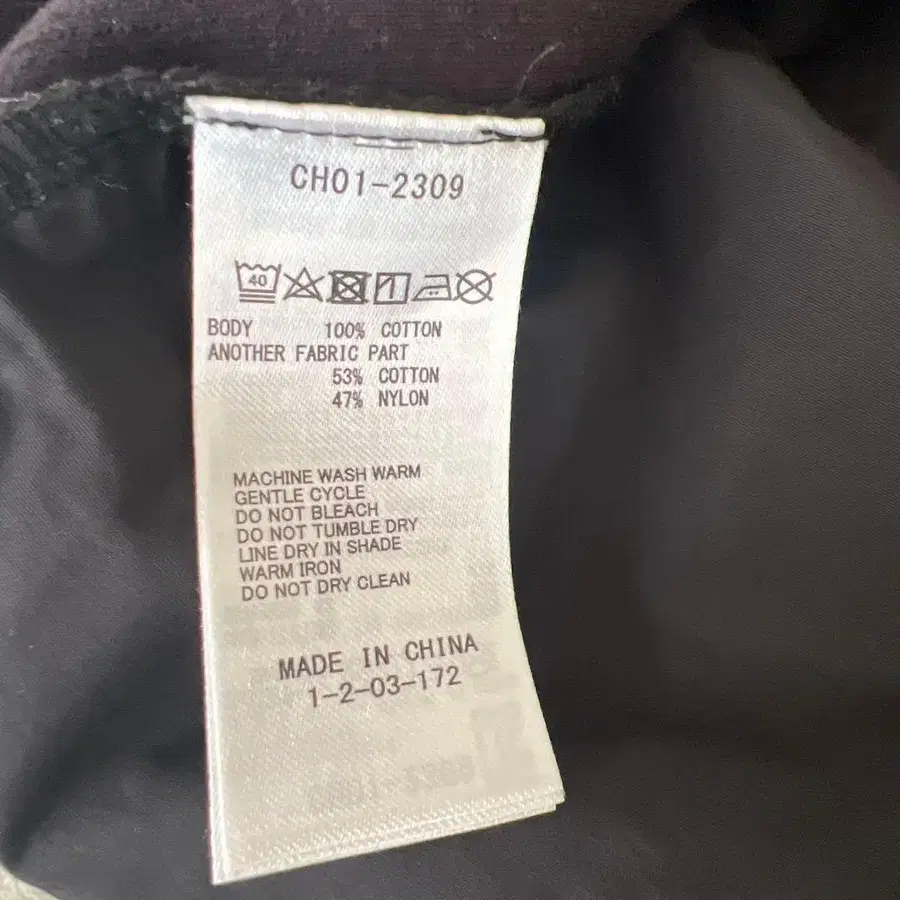 CH01-2309
40
BODY 100% COTTON
ANOTHER FABRIC PART
53% COTTON
47% NYLON
MACHINE WASH WARM
GENTLE CYCLE
DO NOT BLEACH
DO NOT TUMBLE DRY
LINE DRY IN SHADE
WARM IRON
DO NOT DRY CLEAN
MADE IN CHINA
1-2-03-172